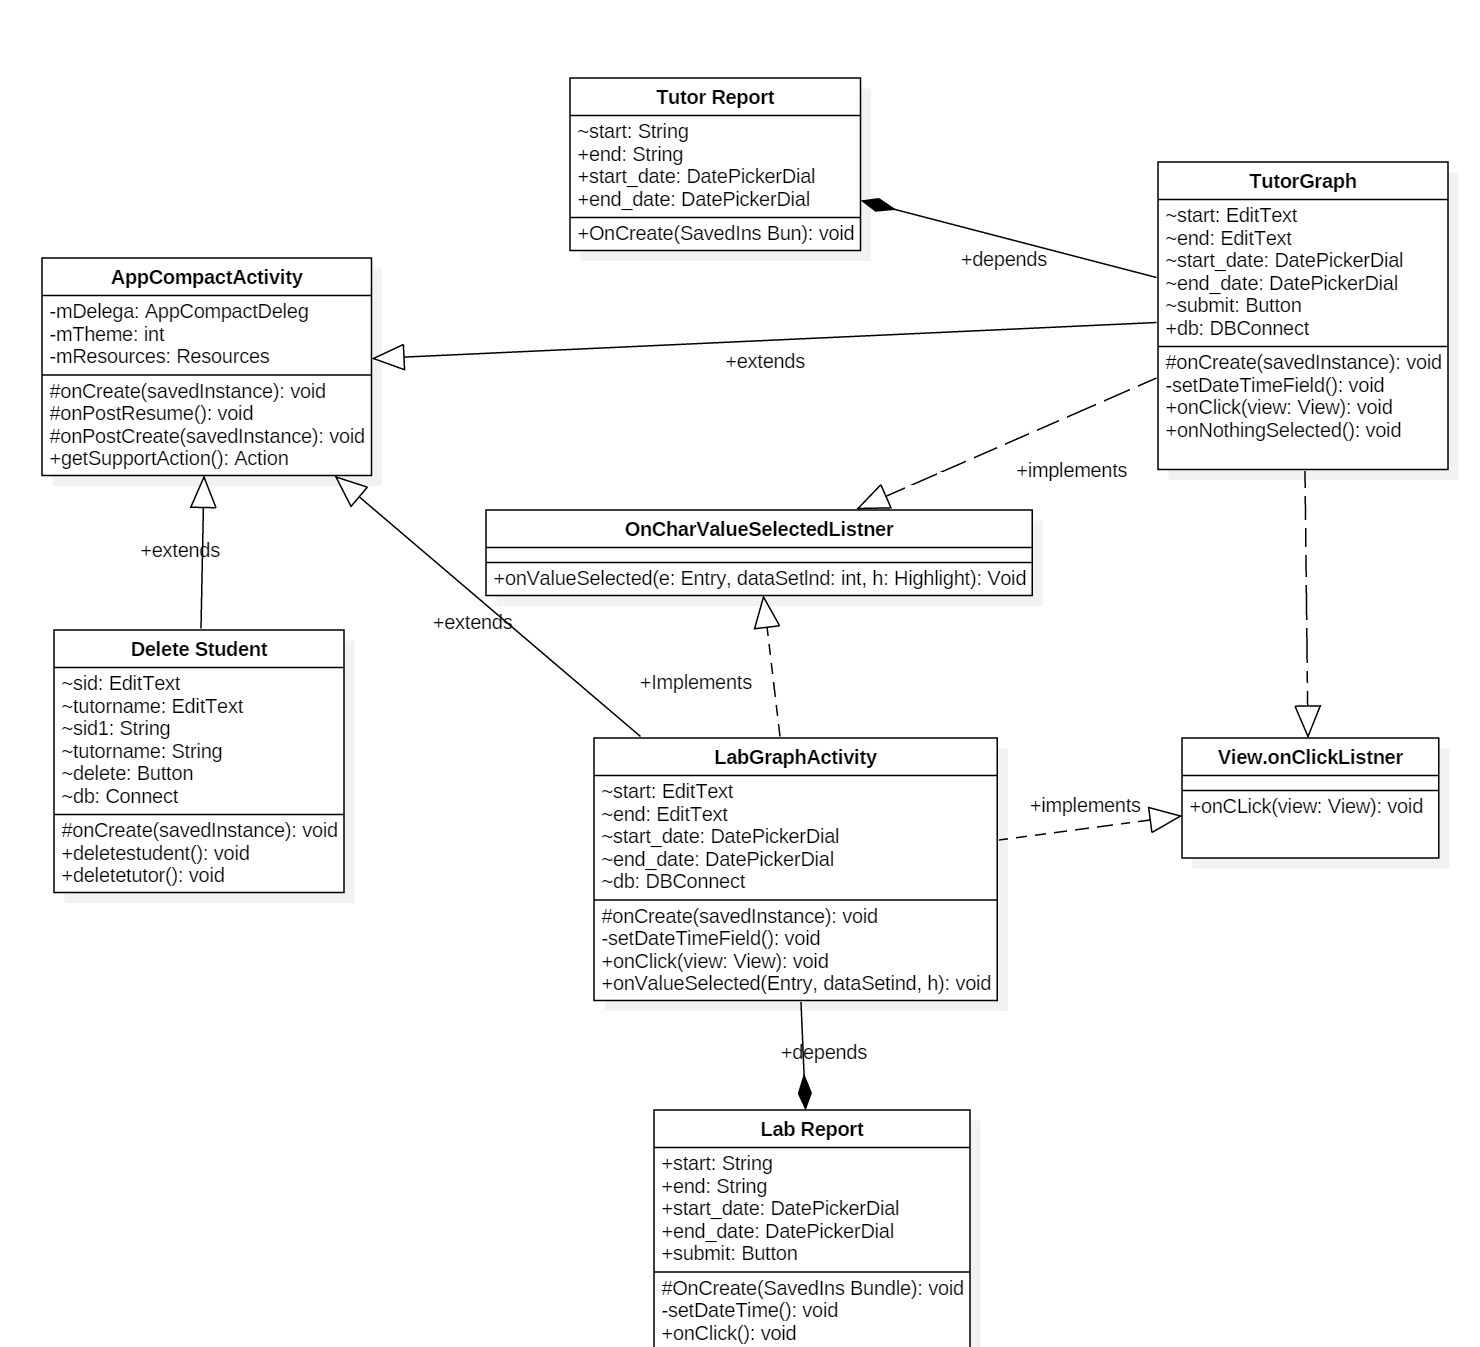 Tutor Report
~start: String
+end: String
+start_date: DatePickerDial
+end_date: DatePickerDial
+OnCreate(SavedIns Bun): void
TutorGraph
~start: EditText
~end: EditText
~start_date: DatePickerDial
~end_date: DatePickerDial
~submit: Button
+db: DBConnect
#onCreate(savedInstance): void
-setDateTimeField(): void
+onClick(view: View): void
+onNothingSelected(): void
+depends
AppCompactActivity
-mDelega: AppCompactDeleg
-mTheme: int
-mResources: Resources
#onCreate(savedInstance): void
#onPostResume(): void
#onPostCreate(savedInstance): void
+getSupportAction(): Action
+extends
+implements
OnCharValueSelectedListner
+onValueSelected(e: Entry, dataSetInd: int, h: Highlight): Void
+extends
+extends
+Implements
Delete Student
~sid: EditText
~tutorname: EditText
~sid1: String
~tutorname: String
~delete: Button
~db: Connect
#onCreate(savedInstance): void
+deletestudent(): void
+deletetutor(): void
LabGraphActivity
~start: EditText
~end: EditText
~start_date: DatePickerDial
~end_date: DatePickerDial
~db: DBConnect
#onCreate(savedInstance): void
-setDateTimeField(): void
+onClick(view: View): void
+onValueSelected(Entry, dataSetind, h): void
+implements
View.onClickListner
+onCLick(view: View): void
+depends
Lab Report
+start: String
+end: String
+start_date: DatePickerDial
+end_date: DatePickerDial
+submit: Button
#OnCreate(SavedIns Bundle): void
-setDateTime(): void
+onClick(): void